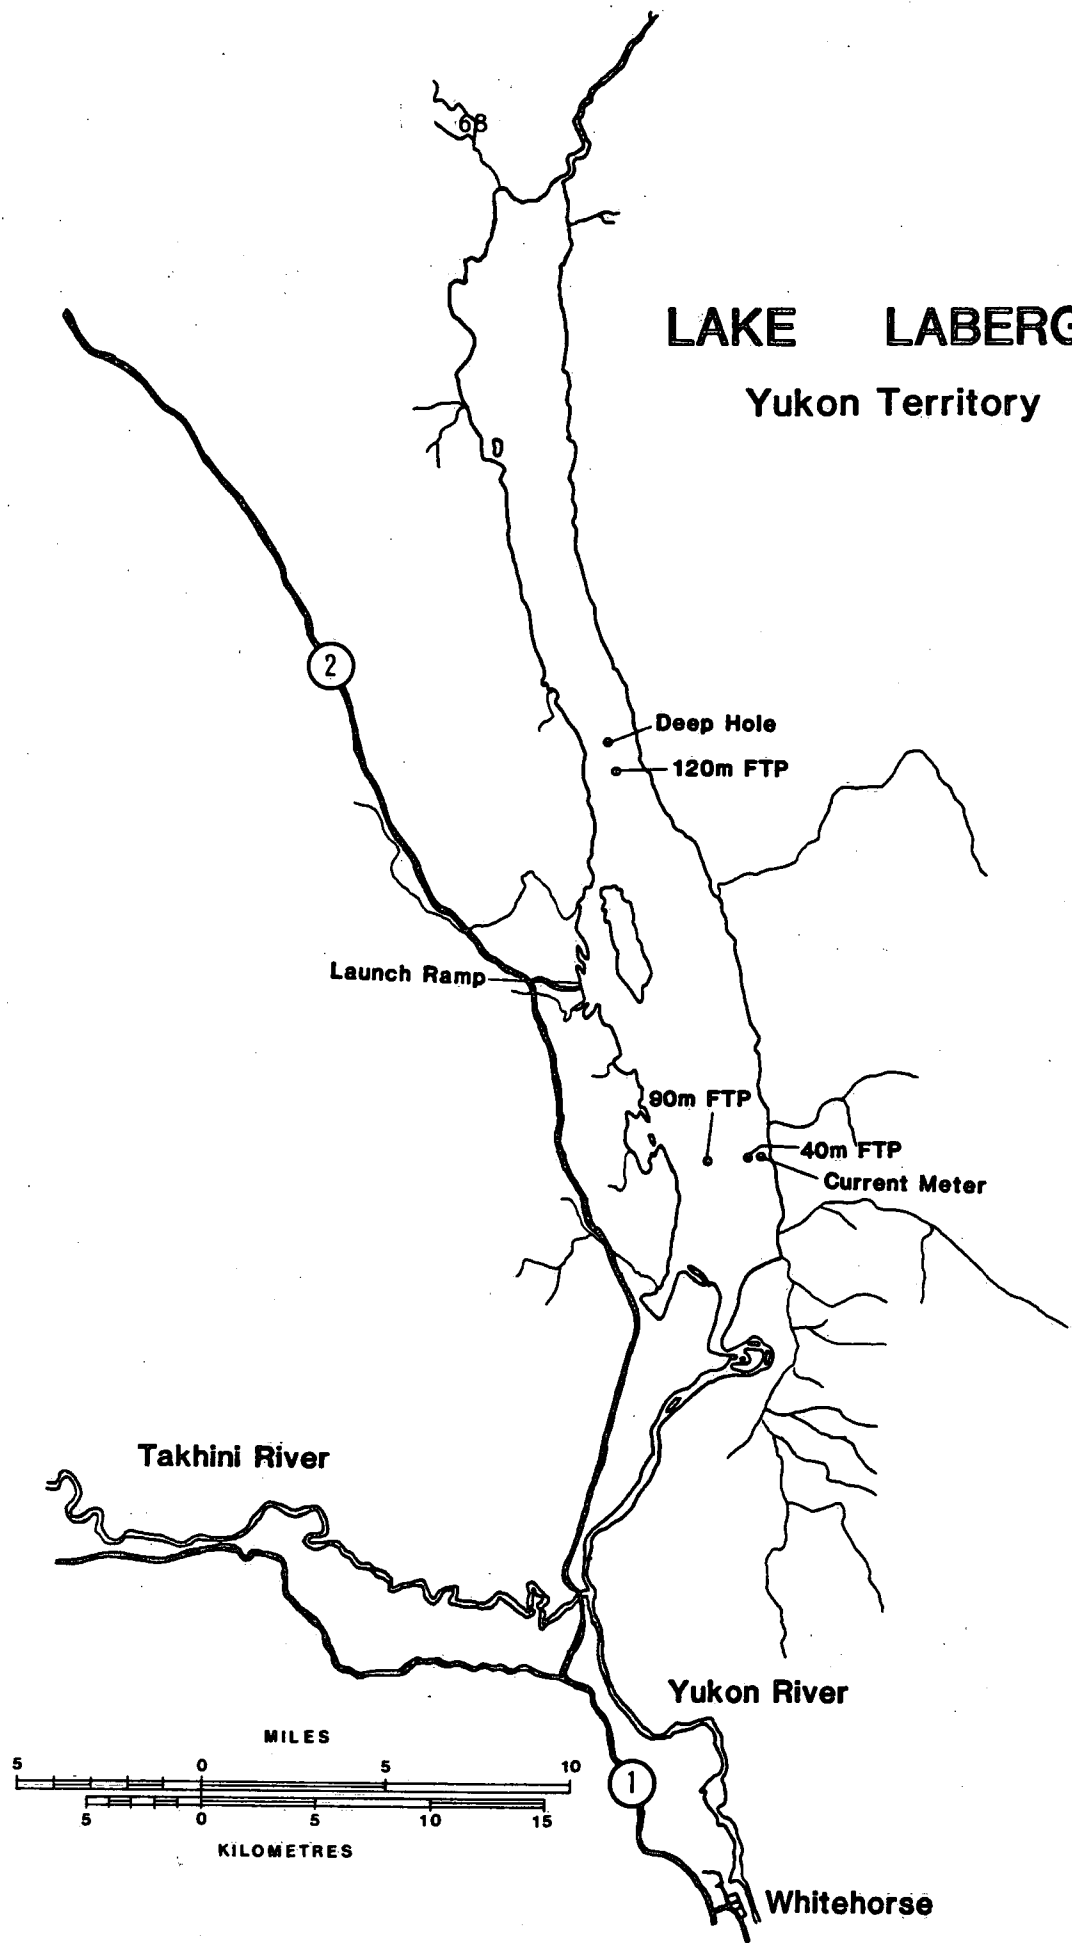 68
LAKE LABERG
Yukon Territory
2
Deep Hole
120m FTP
Launch Ramp
90m FTP
40m FTP
Current Meter
Takhini River
Yukon River
MILES
5 0 5 10
1
5 0 5 10 15
KILOMETRES
Whitehorse